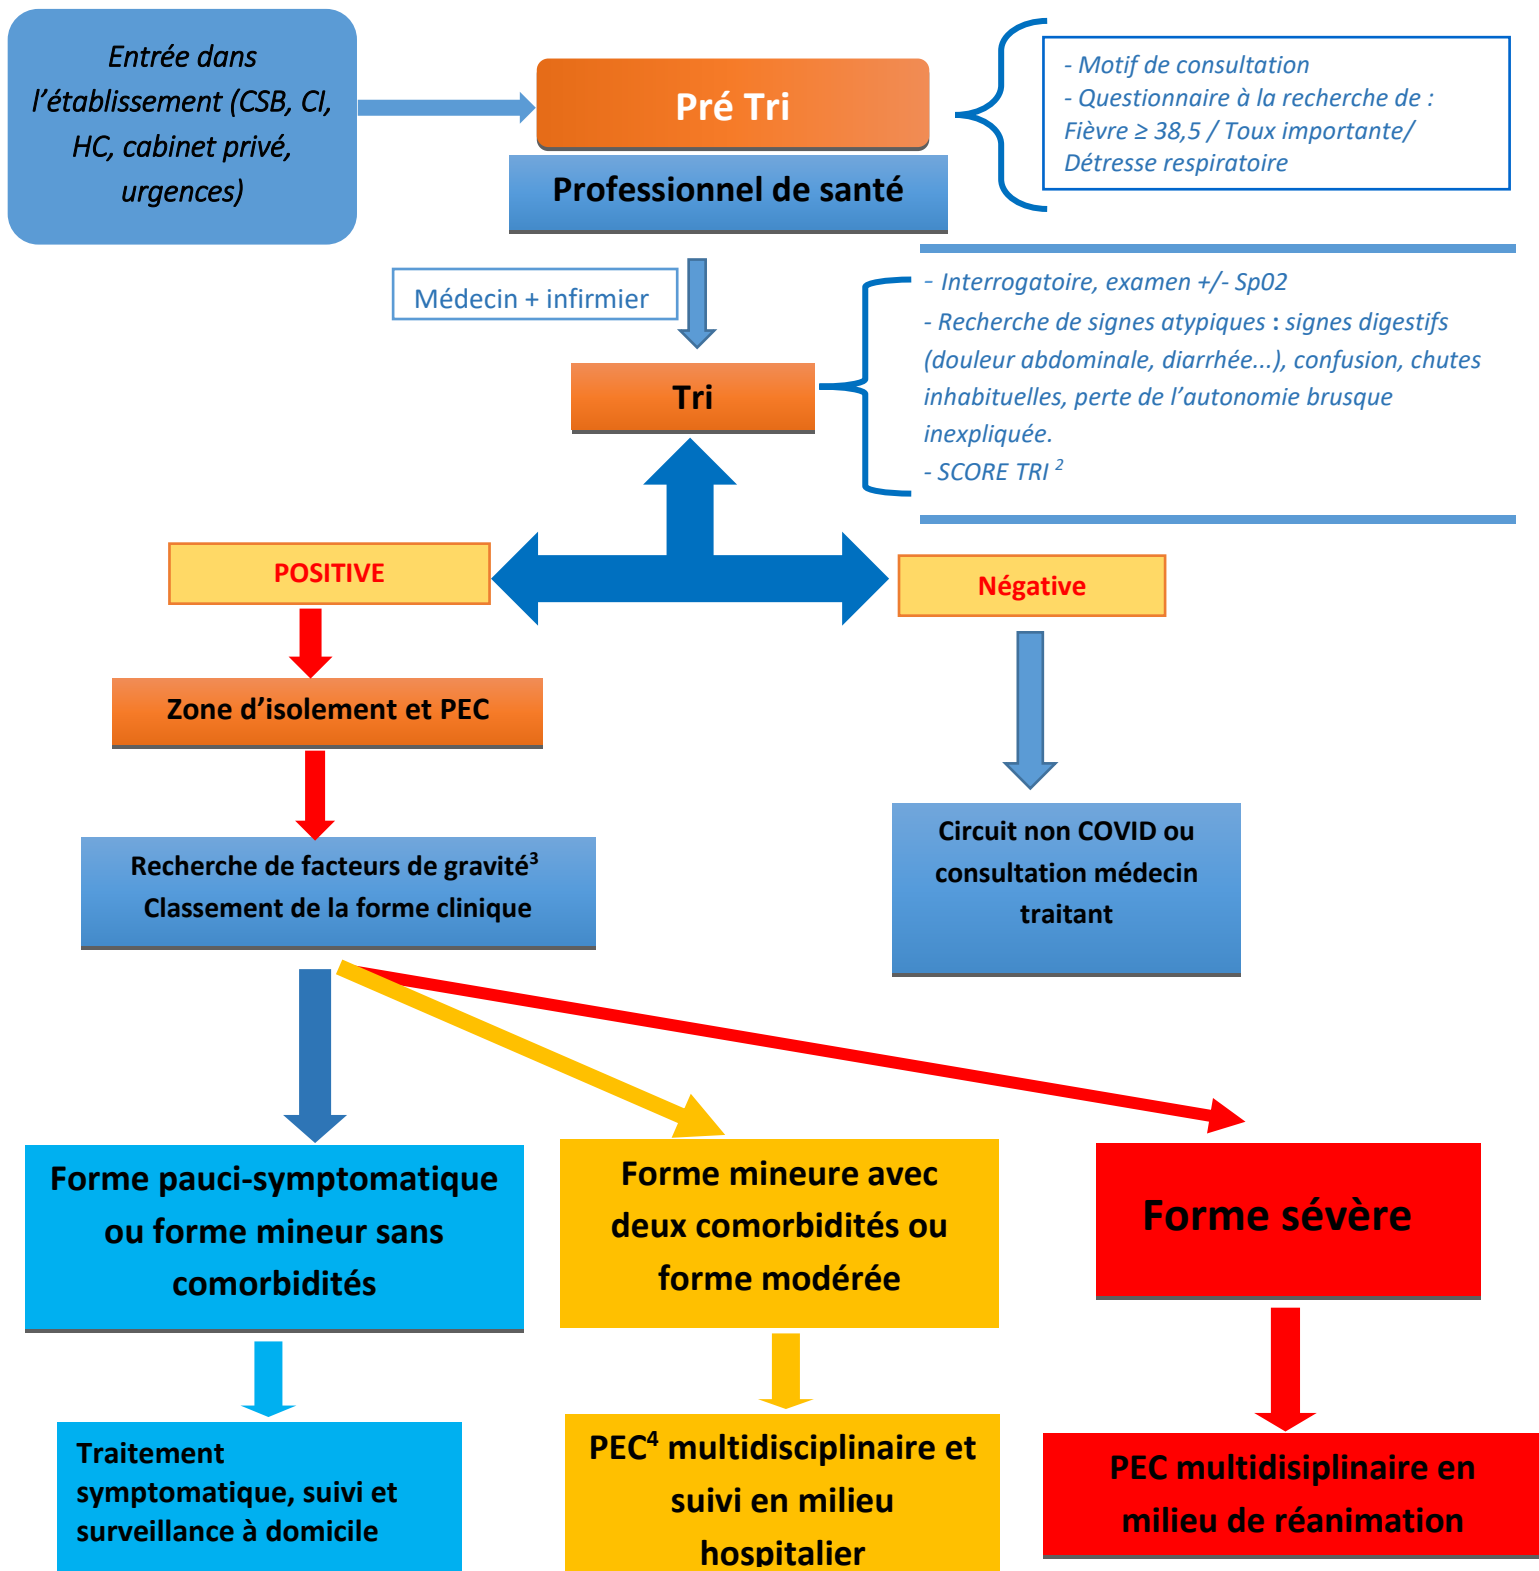 Entrée dans
l'établissement (CSB, CI,
HC, cabinet privé,
urgences)
Pré Tri
Professionnel de santé
- Motif de consultation
- Questionnaire à la recherche de :
Fièvre ≥ 38,5 / Toux importante/
Détresse respiratoire
Médecin + infirmier
- Interrogatoire, examen +/- Sp02
- Recherche de signes atypiques : signes digestifs
(douleur abdominale, diarrhée...), confusion, chutes
inhabituelles, perte de l'autonomie brusque
inexpliquée.
- SCORE TRI ²
Tri
POSITIVE
Négative
Zone d'isolement et PEC
Recherche de facteurs de gravité³
Classement de la forme clinique
Circuit non COVID ou
consultation médecin
traitant
Forme pauci-symptomatique
ou forme mineur sans
comorbidités
Forme mineure avec
deux comorbidités ou
forme modérée
Forme sévère
Traitement
symptomatique, suivi et
surveillance à domicile
PEC⁴ multidisciplinaire et
suivi en milieu
hospitalier
PEC multidisiplinaire en
milieu de réanimation